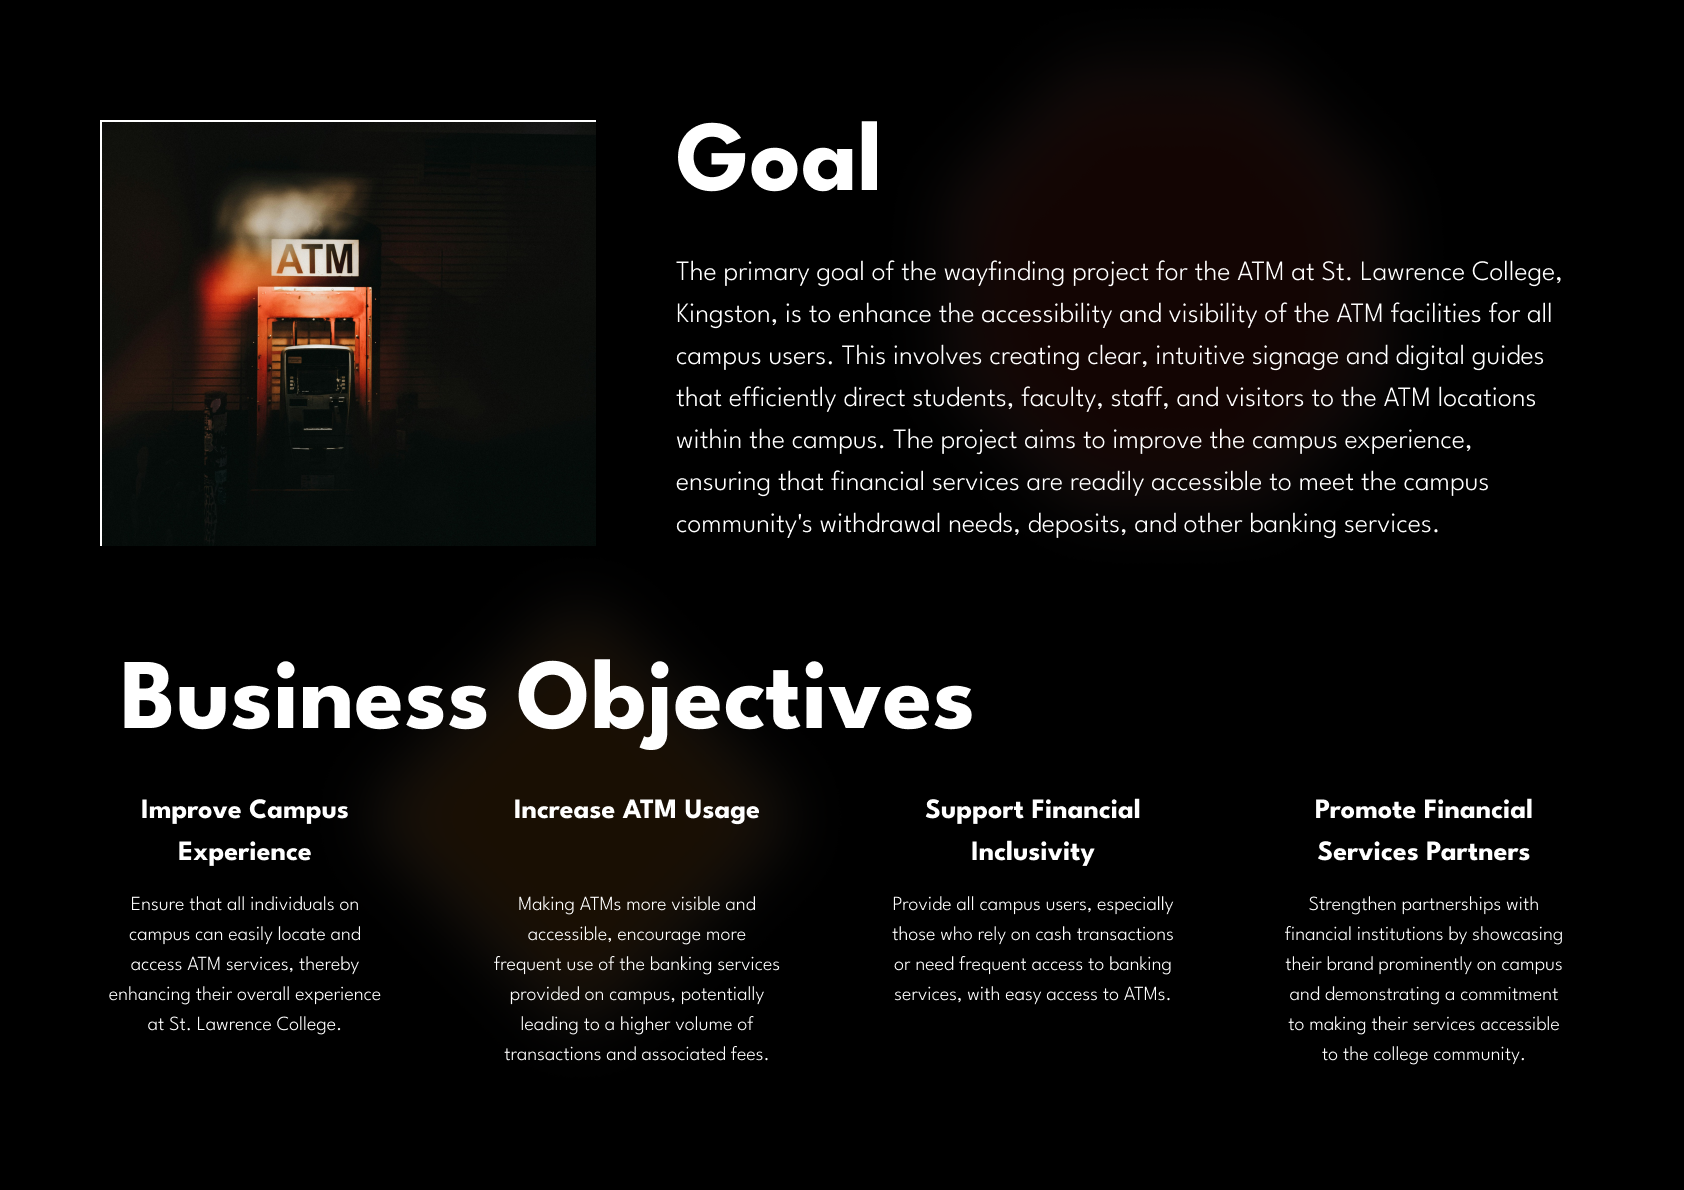 ATM
Goal
The primary goal of the wayfinding project for the ATM at St. Lawrence College,
Kingston, is to enhance the accessibility and visibility of the ATM facilities for all
campus users. This involves creating clear, intuitive signage and digital guides
that efficiently direct students, faculty, staff, and visitors to the ATM locations
within the campus. The project aims to improve the campus experience,
ensuring that financial services are readily accessible to meet the campus
community's withdrawal needs, deposits, and other banking services.
Business Objectives
Improve Campus
Experience
Ensure that all individuals on
campus can easily locate and
access ATM services, thereby
enhancing their overall experience
at St. Lawrence College.
Increase ATM Usage
Making ATMs more visible and
accessible, encourage more
frequent use of the banking services
provided on campus, potentially
leading to a higher volume of
transactions and associated fees.
Support Financial
Inclusivity
Provide all campus users, especially
those who rely on cash transactions
or need frequent access to banking
services, with easy access to ATMs.
Promote Financial
Services Partners
Strengthen partnerships with
financial institutions by showcasing
their brand prominently on campus
and demonstrating a commitment
to making their services accessible
to the college community.